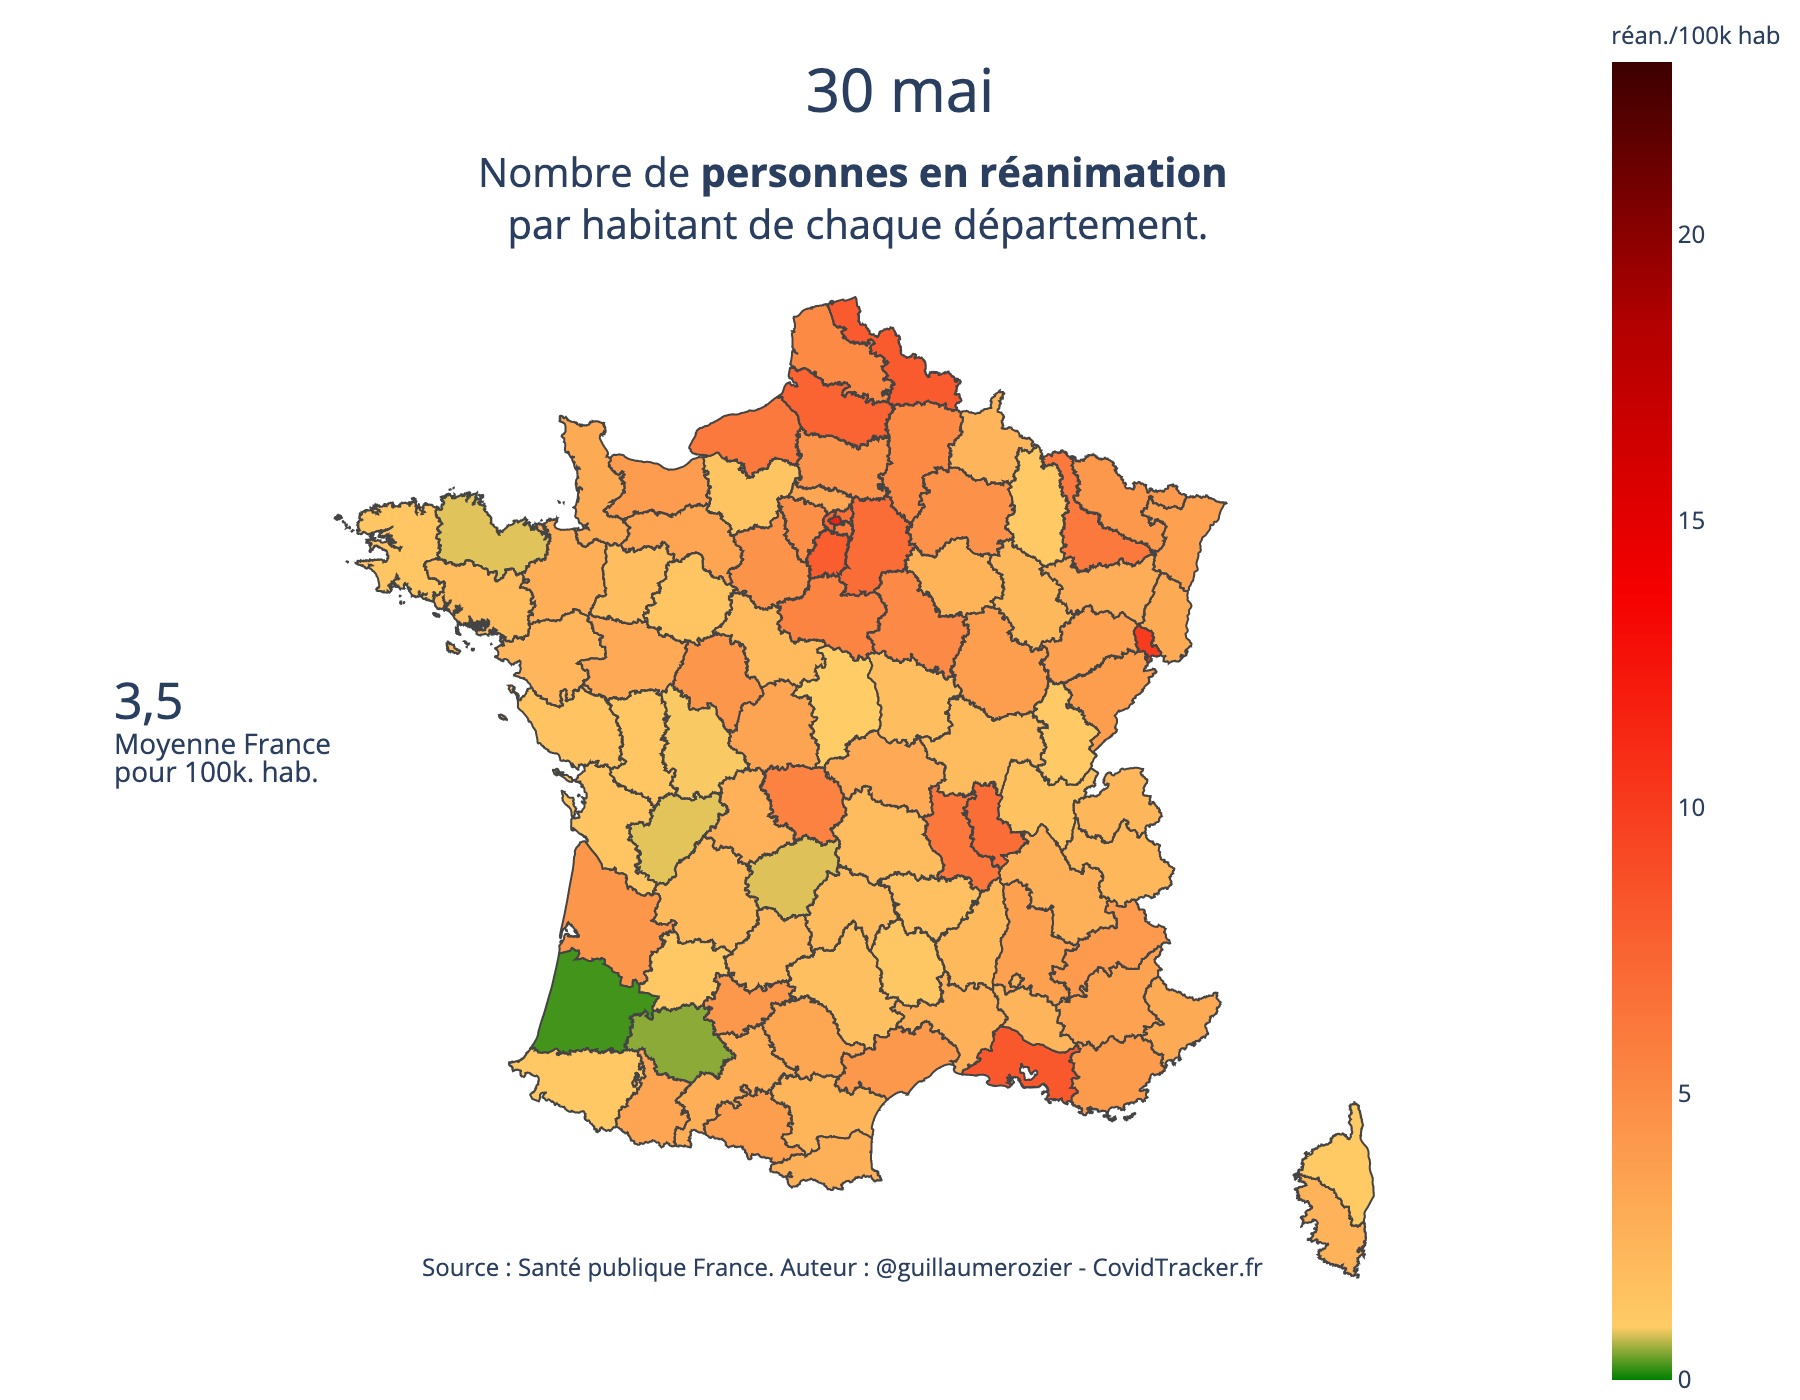 réan./100k hab
30 mai
Nombre de personnes en réanimation
par habitant de chaque département.
20
15
3,5
Moyenne France
pour 100k. hab.
10
5
Source : Santé publique France. Auteur : @guillaumerozier - CovidTracker.fr
0